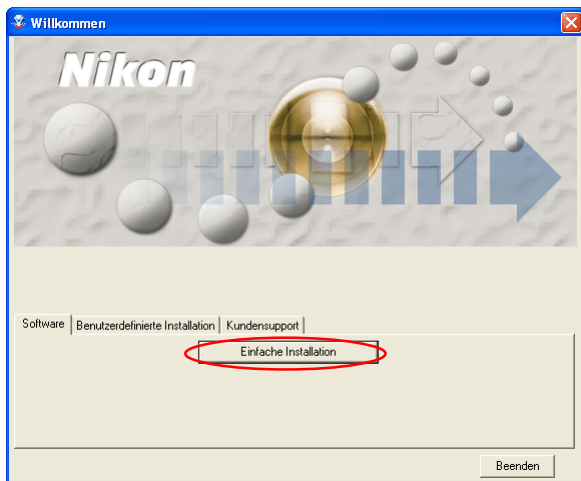 Willkommen
Nikon
Software Benutzerdefinierte Installation Kundensupport
Einfache Installation
Beenden